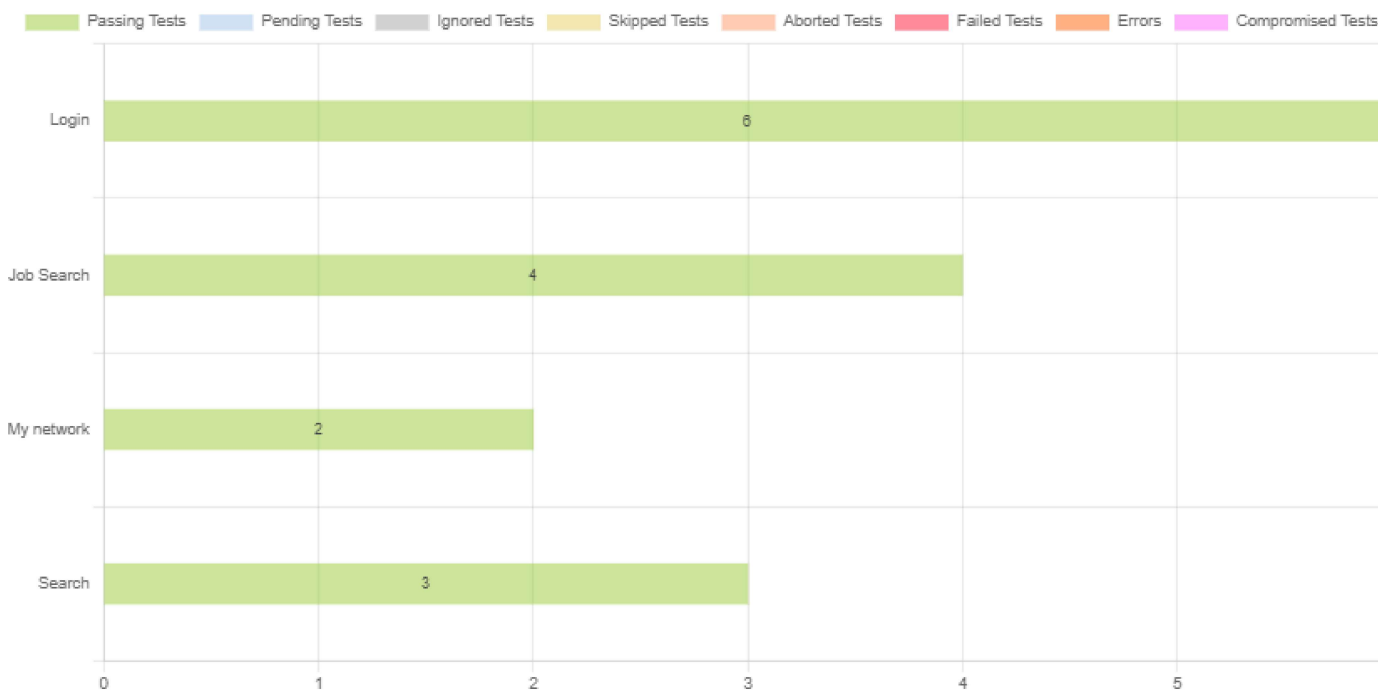 Passing Tests Pending Tests Ignored Tests Skipped Tests Aborted Tests Failed Tests Errors Compromised Tests
Login 6
Job Search 4
My network 2
Search 3
0 1 2 3 4 5